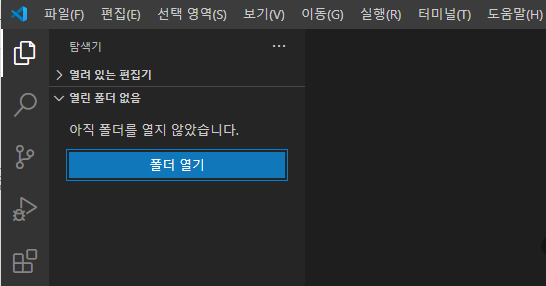 파일(F) 편집(E) 선택 영역(S) 보기(V) 이동(G) 실행(R) 터미널(T) 도움말(H)
탐색기
열려 있는 편집기
열린 폴더 없음
아직 폴더를 열지 않았습니다.
폴더 열기